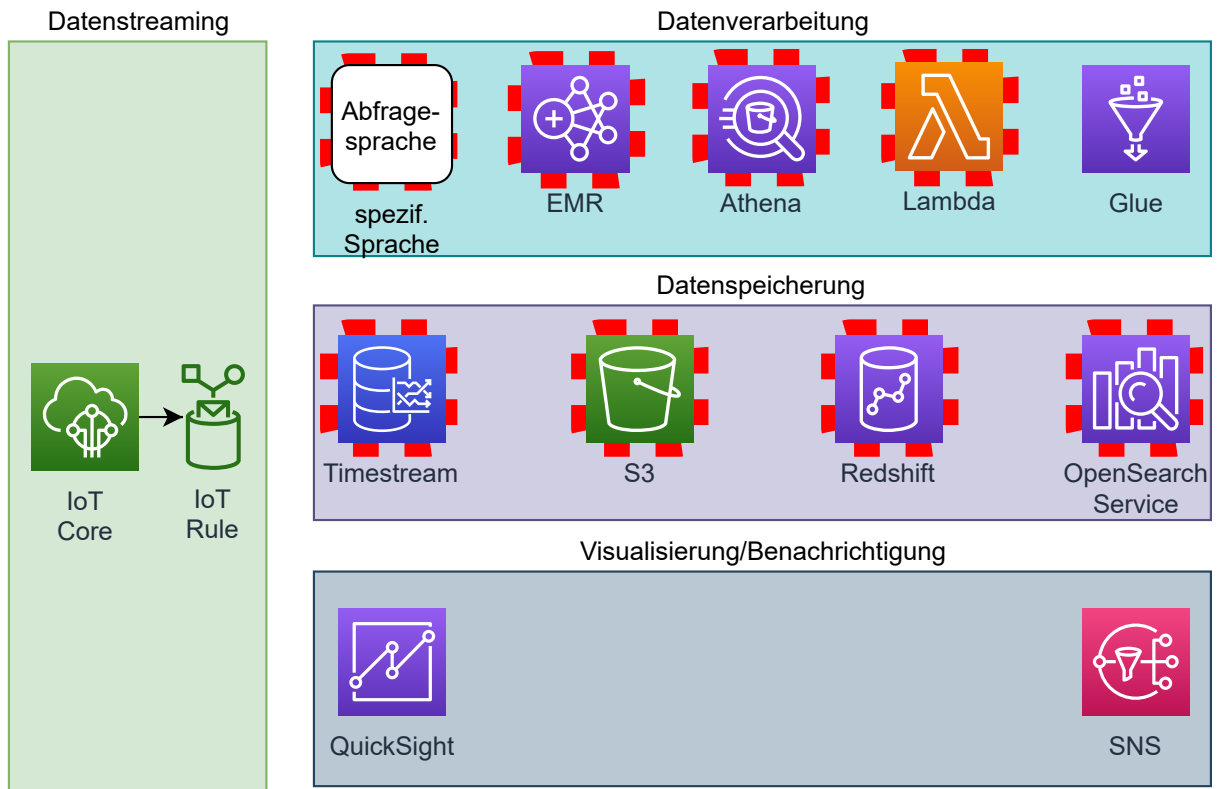 Datenstreaming
Datenverarbeitung
Abfrage-
sprache
spezif.
Sprache
EMR
Athena
Lambda
Glue
Datenspeicherung
Timestream
S3
Redshift
OpenSearch
Service
IoT
Core
IoT
Rule
Visualisierung/Benachrichtigung
QuickSight
SNS